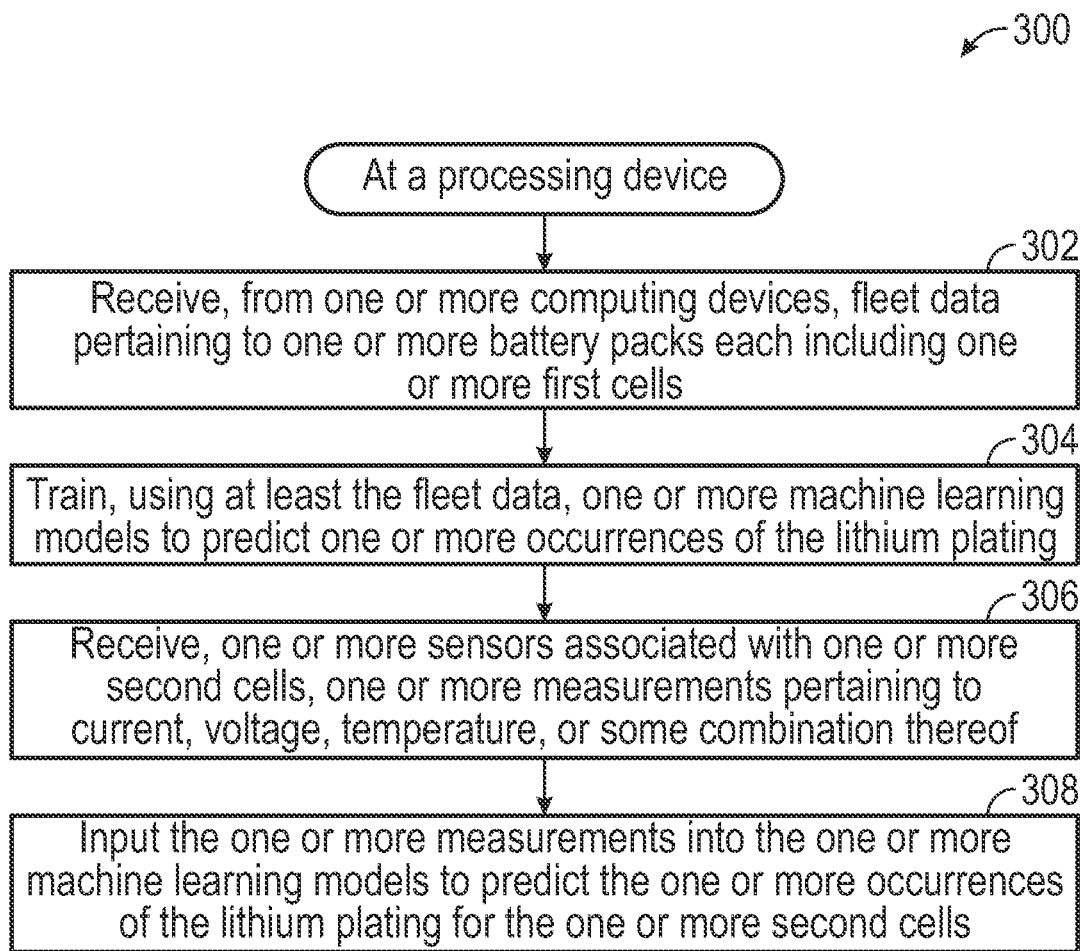 300
At a processing device
302
Receive, from one or more computing devices, fleet data
pertaining to one or more battery packs each including one
or more first cells
304
Train, using at least the fleet data, one or more machine learning
models to predict one or more occurrences of the lithium plating
306
Receive, one or more sensors associated with one or more
second cells, one or more measurements pertaining to
current, voltage, temperature, or some combination thereof
308
Input the one or more measurements into the one or more
machine learning models to predict the one or more occurrences
of the lithium plating for the one or more second cells